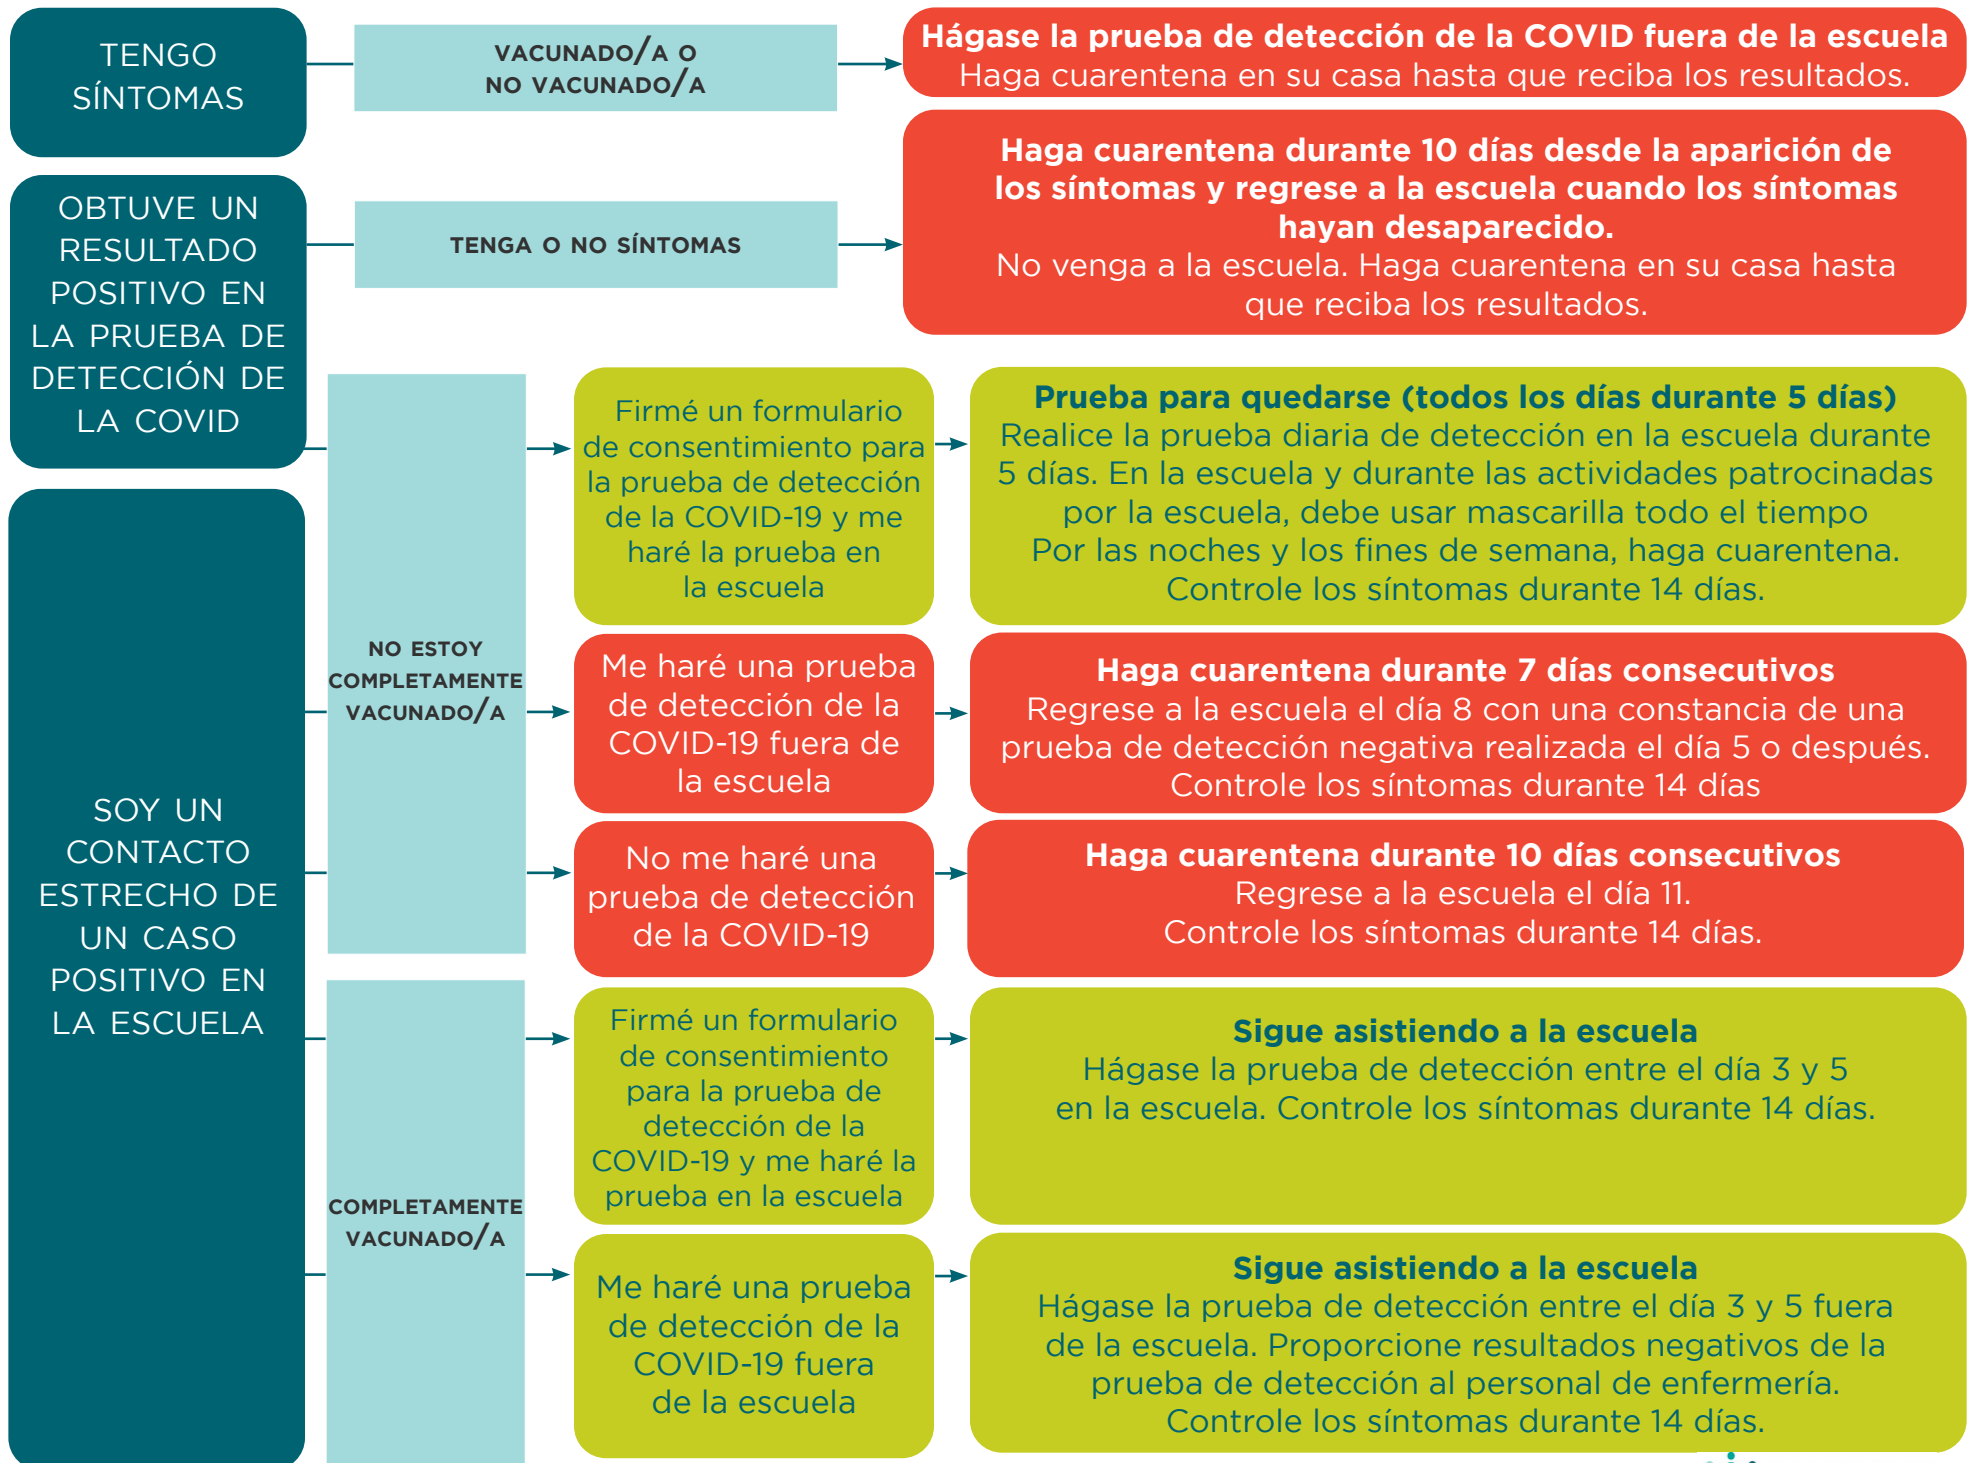 TENGO
SÍNTOMAS
VACUNADO/A O
NO VACUNADO/A
Hágase la prueba de detección de la COVID fuera de la escuela
Haga cuarentena en su casa hasta que reciba los resultados.
OBTUVE UN
RESULTADO
POSITIVO EN
LA PRUEBA DE
DETECCIÓN DE
LA COVID
TENGA O NO SÍNTOMAS
Haga cuarentena durante 10 días desde la aparición de
los síntomas y regrese a la escuela cuando los síntomas
hayan desaparecido.
No venga a la escuela. Haga cuarentena en su casa hasta
que reciba los resultados.
SOY UN
CONTACTO
ESTRECHO DE
UN CASO
POSITIVO EN
LA ESCUELA
NO ESTOY
COMPLETAMENTE
VACUNADO/A
Firmé un formulario
de consentimiento para
la prueba de detección
de la COVID-19 y me
haré la prueba en
la escuela
Prueba para quedarse (todos los días durante 5 días)
Realice la prueba diaria de detección en la escuela durante
5 días. En la escuela y durante las actividades patrocinadas
por la escuela, debe usar mascarilla todo el tiempo
Por las noches y los fines de semana, haga cuarentena.
Controle los síntomas durante 14 días.
Me haré una prueba
de detección de la
COVID-19 fuera de
la escuela
Haga cuarentena durante 7 días consecutivos
Regrese a la escuela el día 8 con una constancia de una
prueba de detección negativa realizada el día 5 o después.
Controle los síntomas durante 14 días
No me haré una
prueba de detección
de la COVID-19
Haga cuarentena durante 10 días consecutivos
Regrese a la escuela el día 11.
Controle los síntomas durante 14 días.
COMPLETAMENTE
VACUNADO/A
Firmé un formulario
de consentimiento
para la prueba de
detección de la
COVID-19 y me haré la
prueba en la escuela
Sigue asistiendo a la escuela
Hágase la prueba de detección entre el día 3 y 5
en la escuela. Controle los síntomas durante 14 días.
Me haré una prueba
de detección de la
COVID-19 fuera
de la escuela
Sigue asistiendo a la escuela
Hágase la prueba de detección entre el día 3 y 5 fuera
de la escuela. Proporcione resultados negativos de la
prueba de detección al personal de enfermería.
Controle los síntomas durante 14 días.